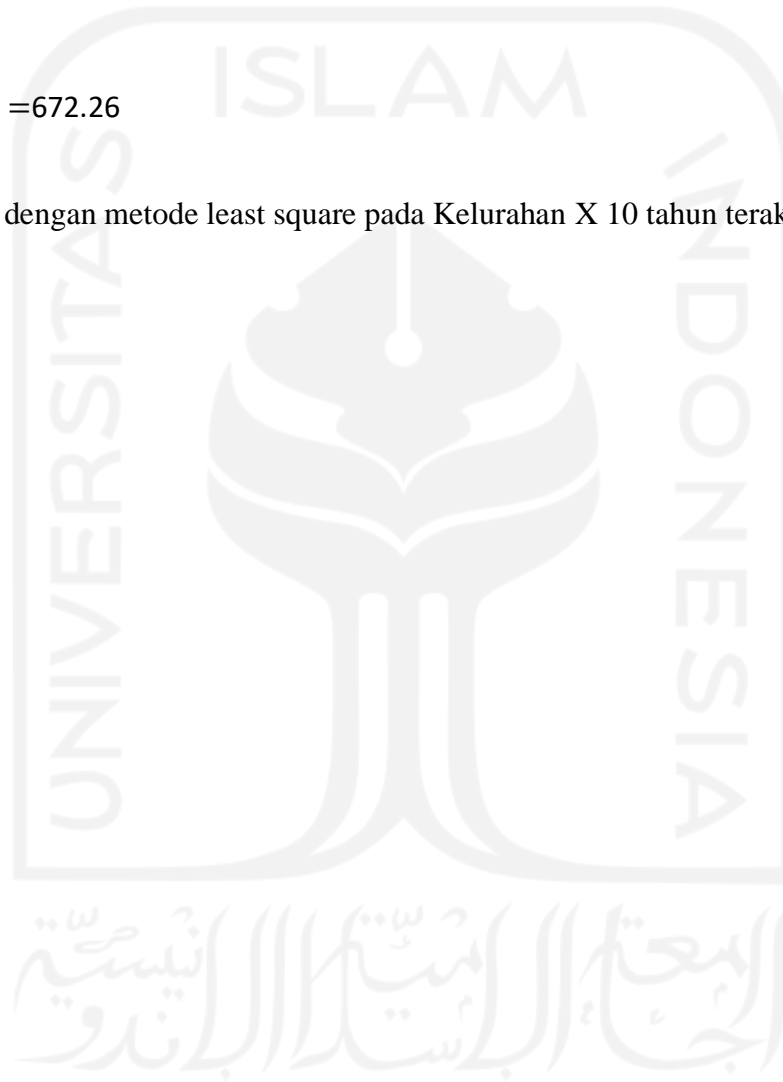 ISLAM
=672.26
dengan metode least square pada Kelurahan X 10 tahun terak
UNIVERSITAS
INDONESIA